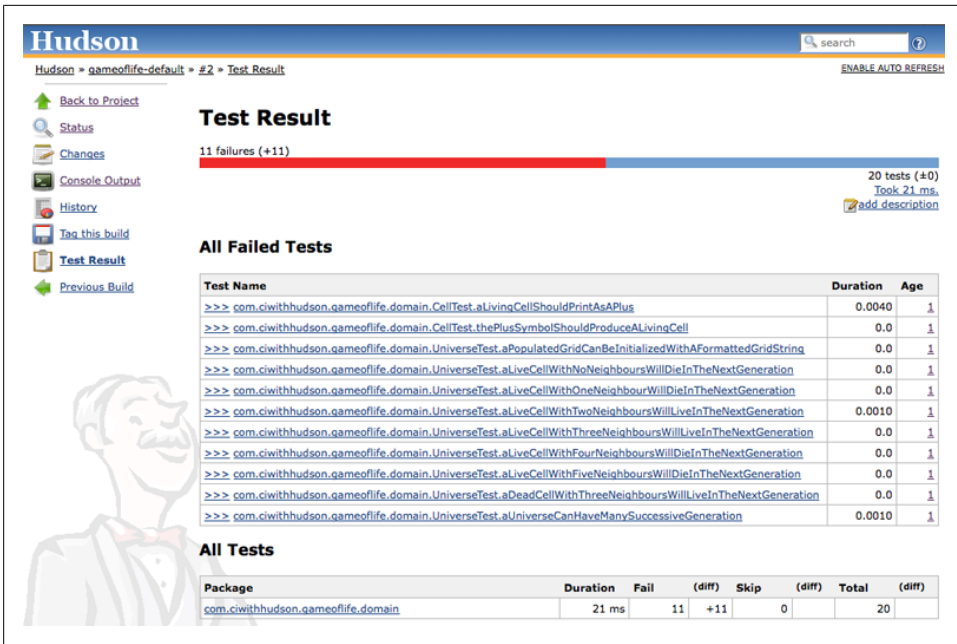 Hudson
search
Hudson » gameoflife-default » #2 » Test Result
ENABLE AUTO REFRESH
Back to Project
Status
Changes
Console Output
History
Tag this build
Test Result
Previous Build
Test Result
11 failures (+11)
20 tests (±0)
Took 21 ms.
add description
All Failed Tests
Test Name Duration Age
>>> com.ciwithhudson.gameoflife.domain.CellTest.aLivingCellShouldPrintAsAPlus 0.0040 1
>>> com.ciwithhudson.gameoflife.domain.CellTest.thePlusSymbolShouldProduceALivingCell 0.0 1
>>> com.ciwithhudson.gameoflife.domain.UniverseTest.aPopulatedGridCanBeInitializedWithAFormattedGridString 0.0 1
>>> com.ciwithhudson.gameoflife.domain.UniverseTest.aLiveCellWithNoNeighboursWillDieInTheNextGeneration 0.0 1
>>> com.ciwithhudson.gameoflife.domain.UniverseTest.aLiveCellWithOneNeighbourWillDieInTheNextGeneration 0.0 1
>>> com.ciwithhudson.gameoflife.domain.UniverseTest.aLiveCellWithTwoNeighboursWillLiveInTheNextGeneration 0.0010 1
>>> com.ciwithhudson.gameoflife.domain.UniverseTest.aLiveCellWithThreeNeighboursWillLiveInTheNextGeneration 0.0 1
>>> com.ciwithhudson.gameoflife.domain.UniverseTest.aLiveCellWithFourNeighboursWillDieInTheNextGeneration 0.0 1
>>> com.ciwithhudson.gameoflife.domain.UniverseTest.aLiveCellWithFiveNeighboursWillDieInTheNextGeneration 0.0 1
>>> com.ciwithhudson.gameoflife.domain.UniverseTest.aDeadCellWithThreeNeighboursWillLiveInTheNextGeneration 0.0 1
>>> com.ciwithhudson.gameoflife.domain.UniverseTest.aUniverseCanHaveManySuccessiveGeneration 0.0010 1
All Tests
Package Duration Fail (diff) Skip (diff) Total (diff)
com.ciwithhudson.gameoflife.domain 21 ms 11 +11 0 20